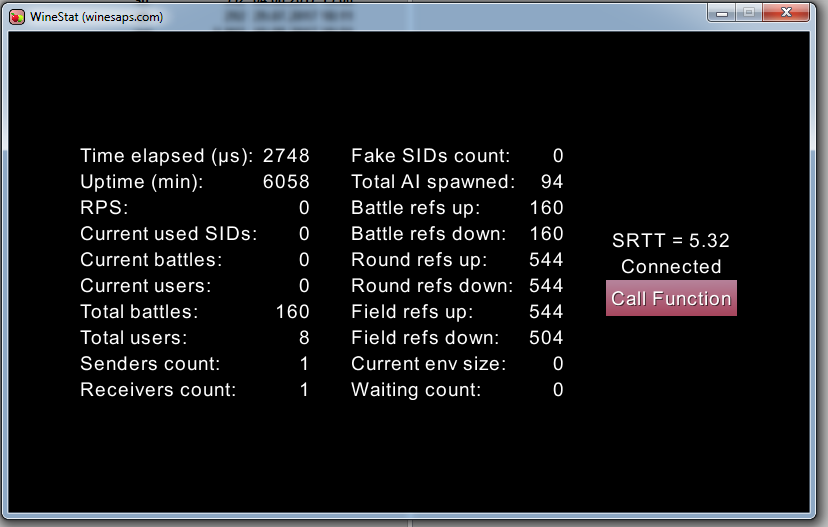 WineStat (winesaps.com)
Time elapsed (µs): 2748
Uptime (min): 6058
RPS: 0
Current used SIDs: 0
Current battles: 0
Current users: 0
Total battles: 160
Total users: 8
Senders count: 1
Receivers count: 1
Fake SIDs count: 0
Total AI spawned: 94
Battle refs up: 160
Battle refs down: 160
Round refs up: 544
Round refs down: 544
Field refs up: 544
Field refs down: 504
Current env size: 0
Waiting count: 0
SRTT = 5.32
Connected
Call Function